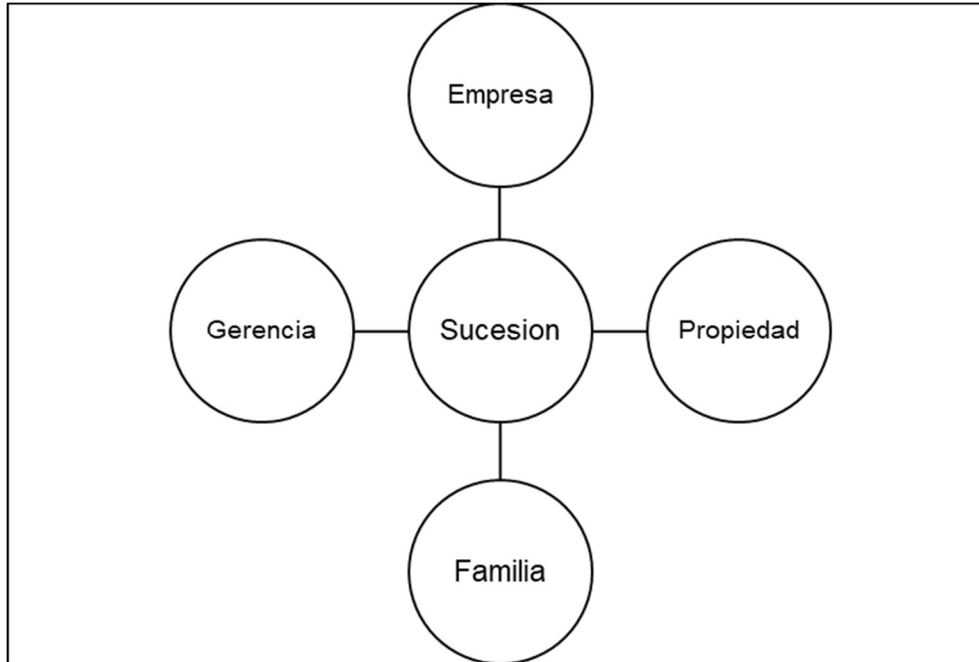 Empresa
Gerencia
Sucesion
Propiedad
Familia